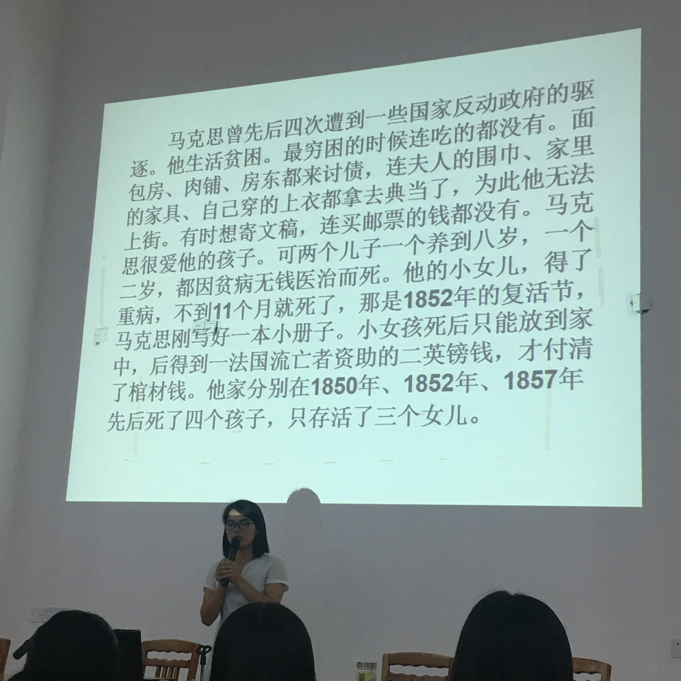 马克思曾先后四次遭到一些国家反动政府的驱
逐。他生活贫困。最穷困的时候连吃的都没有。面
包房、肉铺、房东都来讨债，连夫人的围巾、家里
的家具、自己穿的上衣都拿去典当了，为此他无法
上街。有时想寄文稿，连买邮票的钱都没有。马克
思很爱他的孩子。可两个儿子一个养到八岁，一个
二岁，都因贫病无钱医治而死。他的小女儿，得了
重病，不到11个月就死了，那是1852年的复活节，
马克思刚写好一本小册子。小女孩死后只能放到家
中，后得到一法国流亡者资助的二英镑钱，才付清
了棺材钱。他家分别在1850年、1852年、1857年
先后死了四个孩子，只存活了三个女儿。